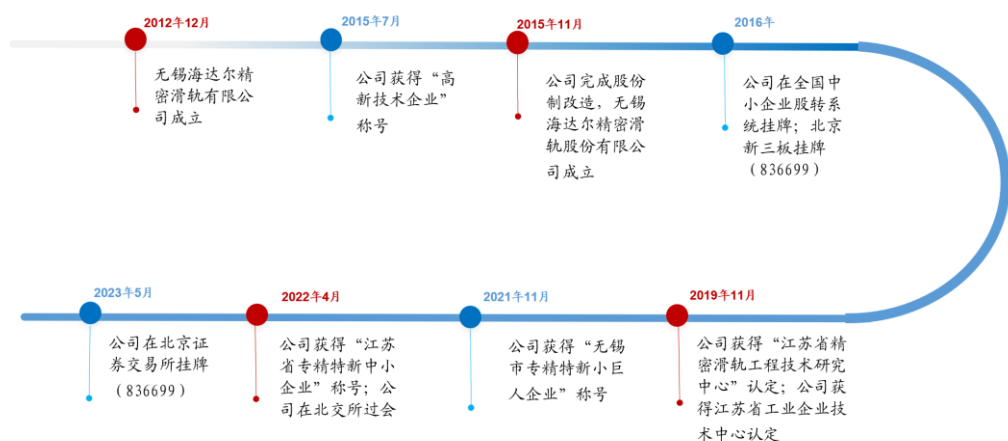 2012年12月
无锡海达尔精
密滑轨有限公
司成立
2015年7月
公司获得“高
新技术企业”
称号
2015年11月
公司完成股份
制改造，无锡
海达尔精密滑
轨股份有限公
司成立
2016年
公司在全国中
小企业股转系
统挂牌；北京
新三板挂牌
（836699）
2019年11月
公司获得“江苏省精
密滑轨工程技术研究
中心”认定；公司获
得江苏省工业企业技
术中心认定
2021年11月
公司获得“无锡
市专精特新小巨
人企业”称号
2022年4月
公司获得“江苏
省专精特新中小
企业”称号；公
司在北交所过会
2023年5月
公司在北京证
券交易所挂牌
（836699）